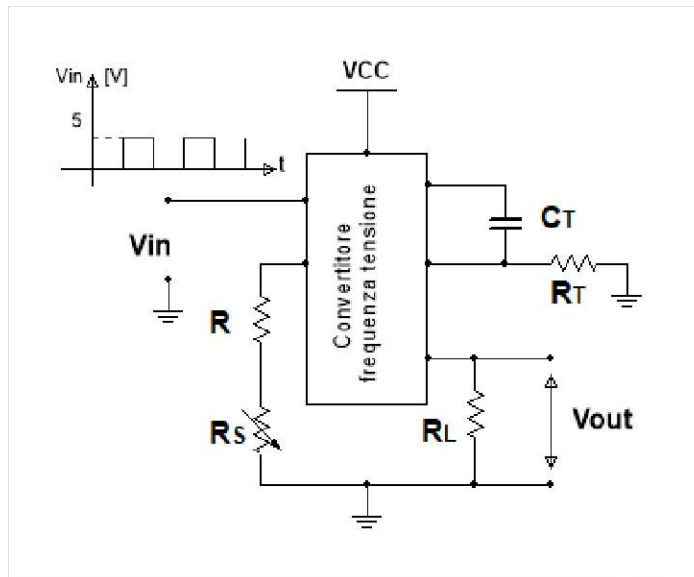 VCC
Vin [V]
5
t
Convertitore
frequenza tensione
CT
Vin
RT
R
RS
RL
Vout